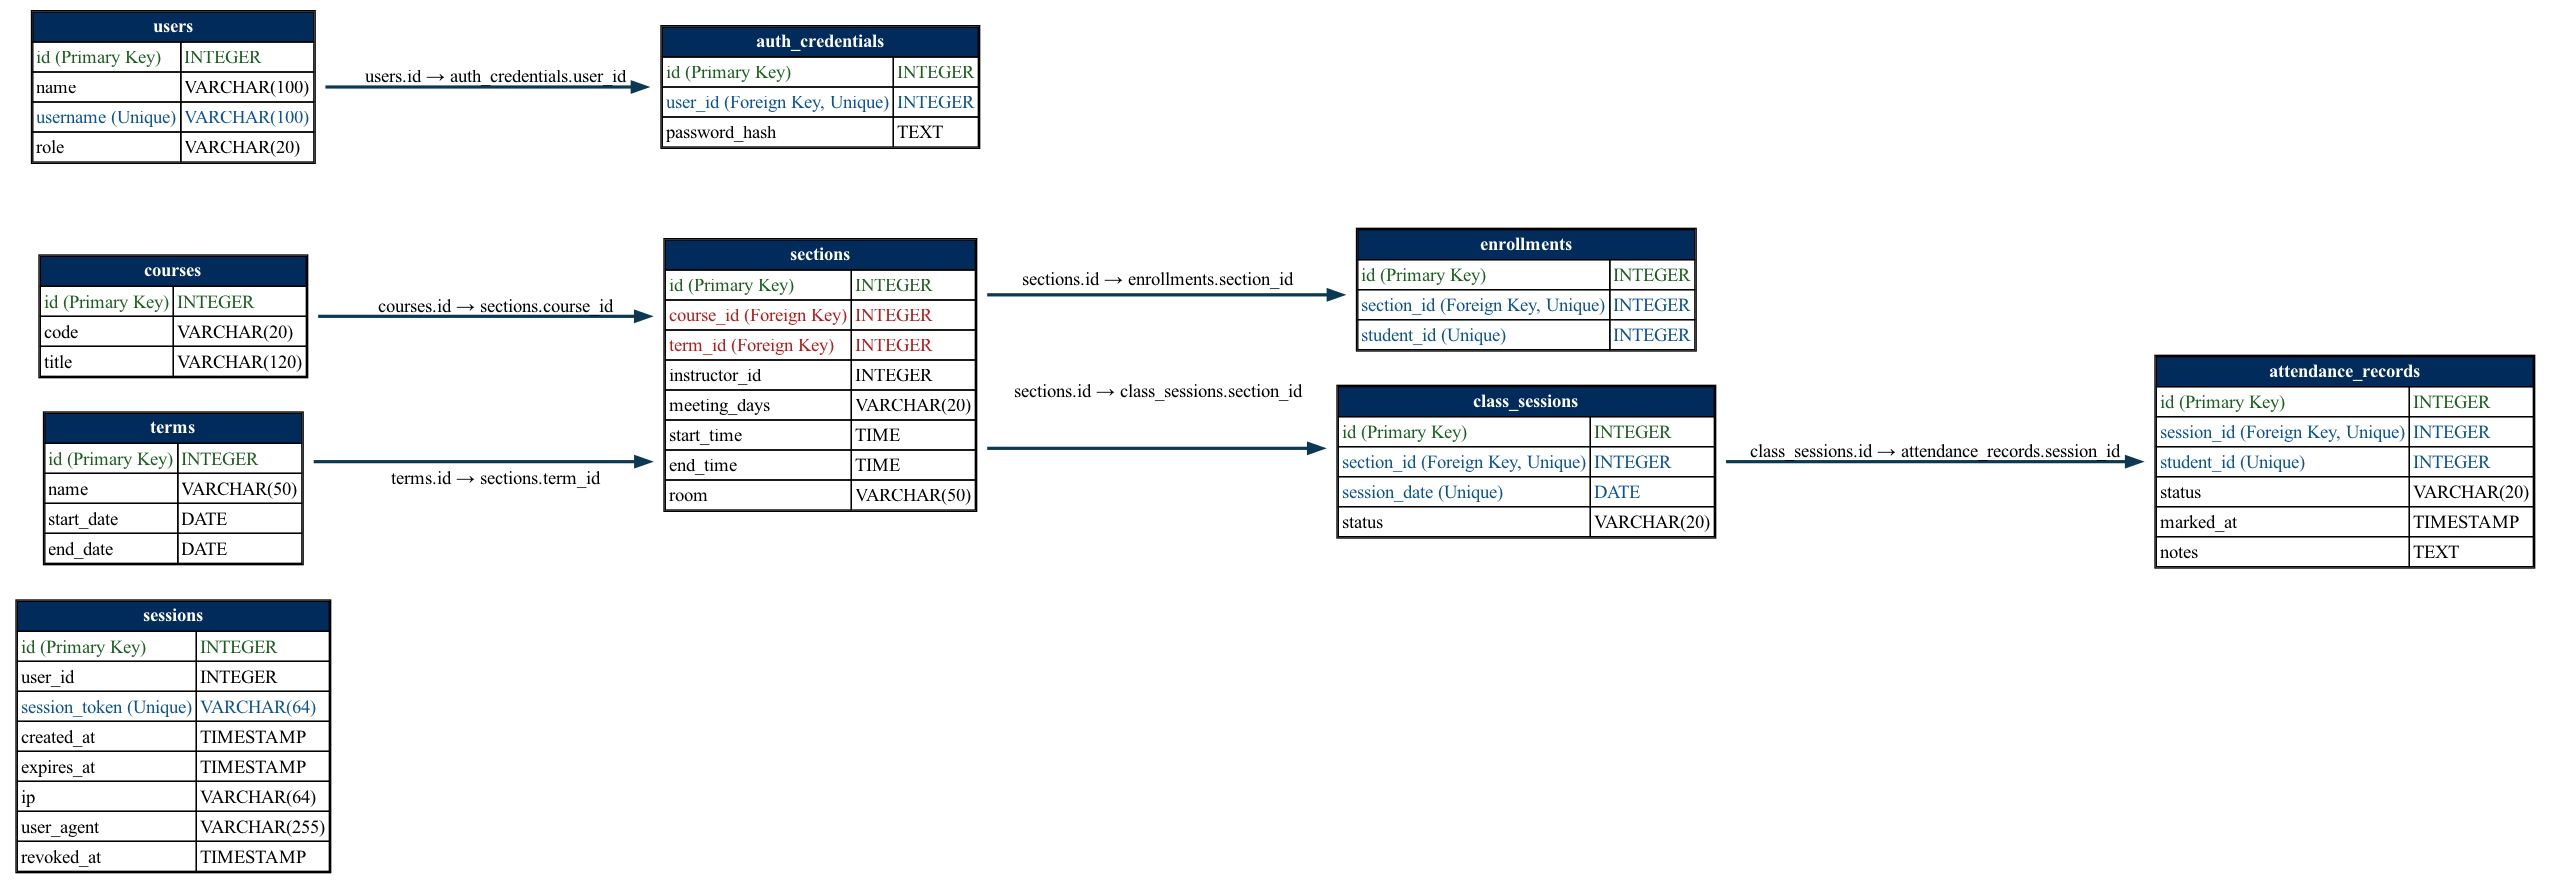 users
id (Primary Key) INTEGER
name VARCHAR(100)
username (Unique) VARCHAR(100)
role VARCHAR(20)
users.id → auth_credentials.user_id
auth_credentials
id (Primary Key) INTEGER
user_id (Foreign Key, Unique) INTEGER
password_hash TEXT
courses
id (Primary Key) INTEGER
code VARCHAR(20)
title VARCHAR(120)
courses.id → sections.course_id
terms
id (Primary Key) INTEGER
name VARCHAR(50)
start_date DATE
end_date DATE
terms.id → sections.term_id
sections
id (Primary Key) INTEGER
course_id (Foreign Key) INTEGER
term_id (Foreign Key) INTEGER
instructor_id INTEGER
meeting_days VARCHAR(20)
start_time TIME
end_time TIME
room VARCHAR(50)
sections.id → enrollments.section_id
sections.id → class_sessions.section_id
enrollments
id (Primary Key) INTEGER
section_id (Foreign Key, Unique) INTEGER
student_id (Unique) INTEGER
class_sessions
id (Primary Key) INTEGER
section_id (Foreign Key, Unique) INTEGER
session_date (Unique) DATE
status VARCHAR(20)
class_sessions.id → attendance_records.session_id
attendance_records
id (Primary Key) INTEGER
session_id (Foreign Key, Unique) INTEGER
student_id (Unique) INTEGER
status VARCHAR(20)
marked_at TIMESTAMP
notes TEXT
sessions
id (Primary Key) INTEGER
user_id INTEGER
session_token (Unique) VARCHAR(64)
created_at TIMESTAMP
expires_at TIMESTAMP
ip VARCHAR(64)
user_agent VARCHAR(255)
revoked_at TIMESTAMP